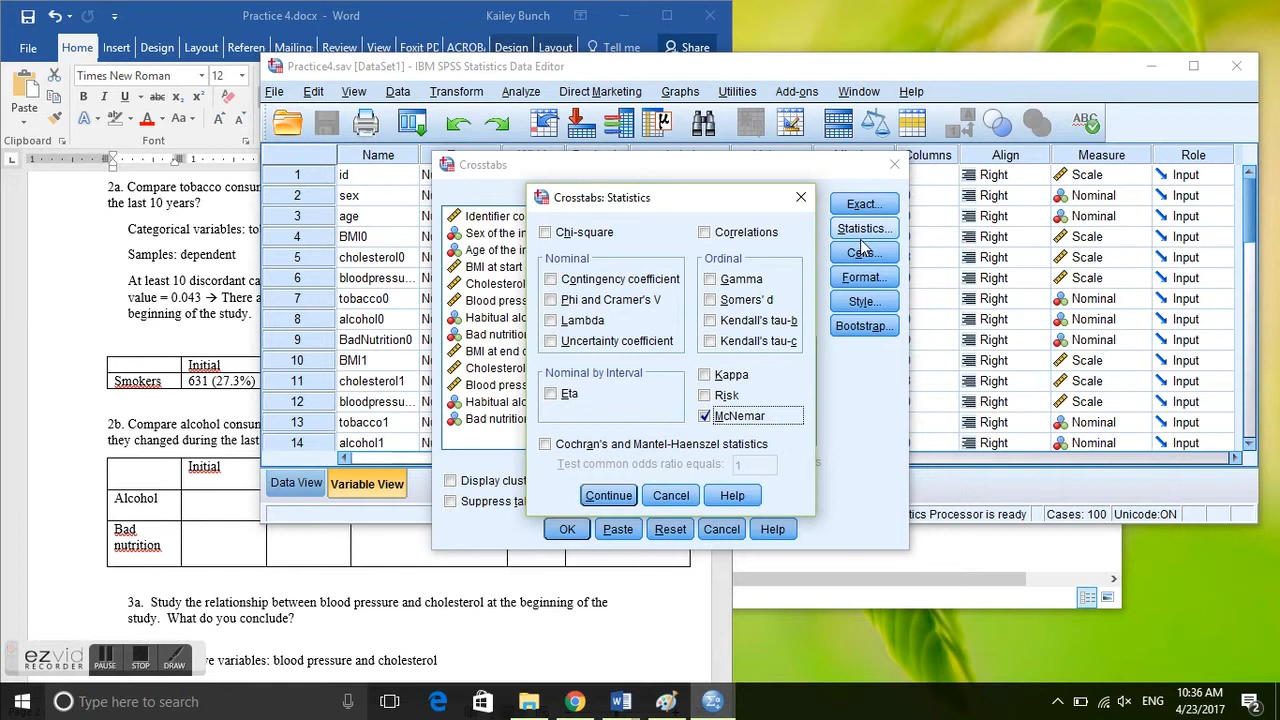 Practice 4.docx - Word
Kailey Bunch
File Home Insert Design Layout Referen Mailing Review View Foxit PD ACROBA Design Layout Tell me Share
Paste
Times New Roman 12
B I U abc x₂ x²
Clipboard Font
2a. Compare tobacco consu
the last 10 years?
Categorical variables: to
Samples: dependent
At least 10 discordant ca
value = 0.043 → There a
beginning of the study.
Initial
Smokers 631 (27.3%)
2b. Compare alcohol consu
they changed during the last
Initial
Alcohol
Bad
nutrition
3a. Study the relationship between blood pressure and cholesterol at the beginning of the
study. What do you conclude?
ve variables: blood pressure and cholesterol
Practice4.sav [DataSet1] - IBM SPSS Statistics Data Editor
File Edit View Data Transform Analyze Direct Marketing Graphs Utilities Add-ons Window Help
Name Columns Align Measure Role
1 id Right Scale Input
2 sex Right Nominal Input
3 age Right Nominal Input
4 BMI0 Right Scale Input
5 cholesterol0 Right Scale Input
6 bloodpressu... Right Scale Input
7 tobacco0 Right Nominal Input
8 alcohol0 Right Nominal Input
9 BadNutrition0 Right Nominal Input
10 BMI1 Right Scale Input
11 cholesterol1 Right Scale Input
12 bloodpressu... Right Scale Input
13 tobacco1 Right Nominal Input
14 alcohol1 Right Nominal Input
Data View Variable View
Statistics Processor is ready Cases: 100 Unicode:ON
Crosstabs
Identifier co
Sex of the in
Age of the in
BMI at start
Cholester
Blood pres
Habitual alc
Bad nutritio
BMI at end
Cholester
Blood press
Habitual alc
Bad nutritio
Display clust
Suppress tab
Exact...
Statistics...
Cells...
Format...
Style...
Bootstrap...
OK Paste Reset Cancel Help
Crosstabs: Statistics
Chi-square Correlations
Nominal Ordinal
Contingency coefficient Gamma
Phi and Cramer's V Somers' d
Lambda Kendall's tau-b
Uncertainty coefficient Kendall's tau-c
Nominal by Interval Kappa
Eta Risk
McNemar
Cochran's and Mantel-Haenszel statistics
Test common odds ratio equals: 1
Continue Cancel Help
ezvid
RECORDER
PAUSE STOP DRAW
Type here to search
ENG
10:36 AM
4/23/2017
2